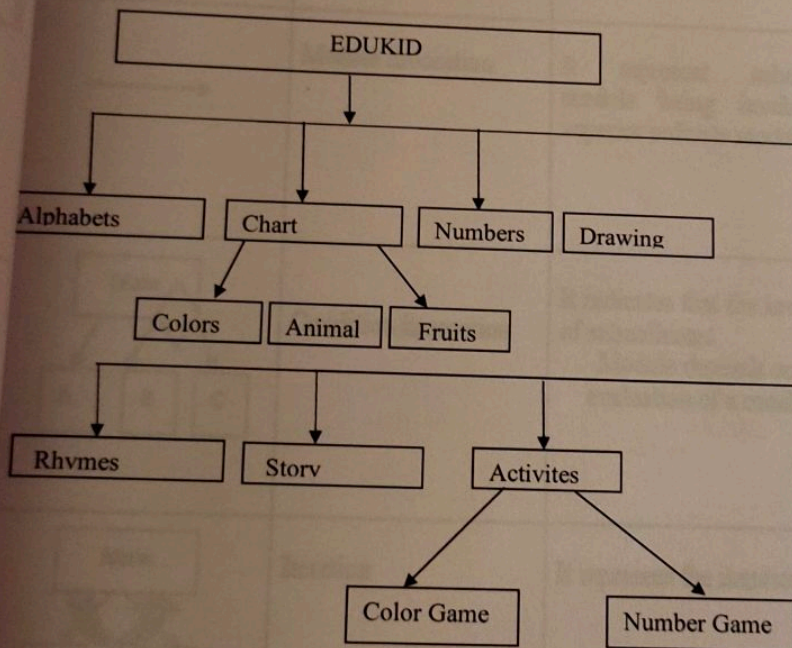 EDUKID
Alphabets
Chart
Numbers
Drawing
Colors
Animal
Fruits
Rhymes
Story
Activites
Color Game
Number Game